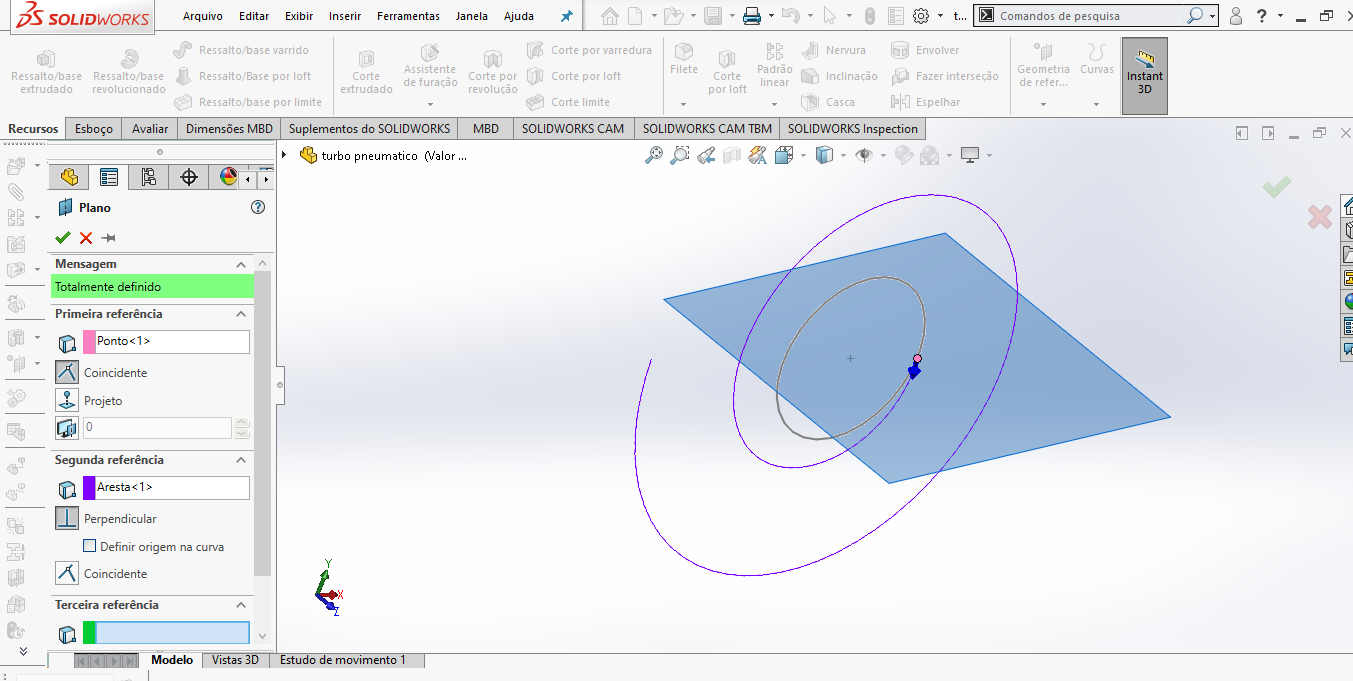 SOLIDWORKS
Arquivo Editar Exibir Inserir Ferramentas Janela Ajuda
t...
Comandos de pesquisa
?
Ressalto/base extrudado
Ressalto/base revolucionado
Ressalto/base varrido
Ressalto/Base por loft
Ressalto/base por limite
Corte extrudado
Assistente de furação
Corte por revolução
Corte por varredura
Corte por loft
Corte limite
Filete
Corte por loft
Padrão linear
Nervura
Inclinação
Casca
Envolver
Fazer interseção
Espelhar
Geometria de refer...
Curvas
Instant 3D
Recursos Esboço Avaliar Dimensões MBD Suplementos do SOLIDWORKS MBD SOLIDWORKS CAM SOLIDWORKS CAM TBM SOLIDWORKS Inspection
turbo pneumatico (Valor ...
Plano
?
Mensagem
Totalmente definido
Primeira referência
Ponto<1>
Coincidente
Projeto
0
Segunda referência
Aresta<1>
Perpendicular
Definir origem na curva
Coincidente
Terceira referência
Y
X
Z
Modelo Vistas 3D Estudo de movimento 1